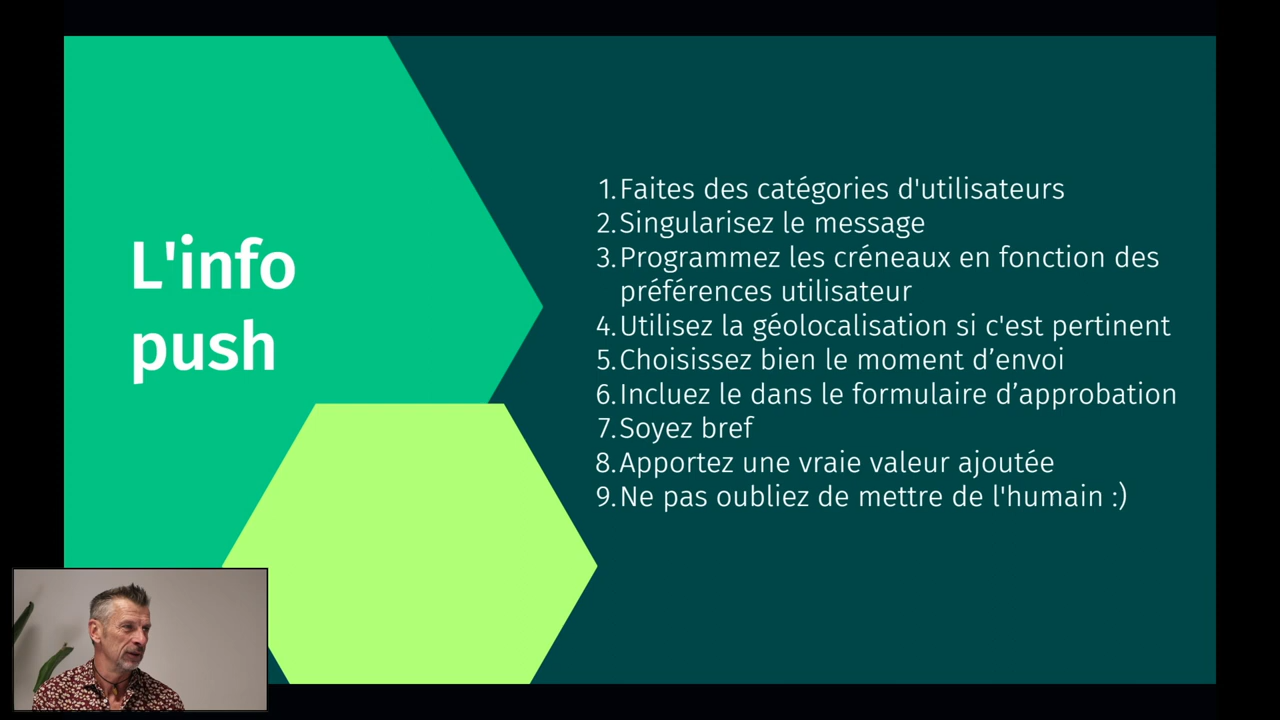 L'info
push
1. Faites des catégories d'utilisateurs
2. Singularisez le message
3. Programmez les créneaux en fonction des
préférences utilisateur
4. Utilisez la géolocalisation si c'est pertinent
5. Choisissez bien le moment d’envoi
6. Incluez le dans le formulaire d’approbation
7. Soyez bref
8. Apportez une vraie valeur ajoutée
9. Ne pas oubliez de mettre de l'humain :)